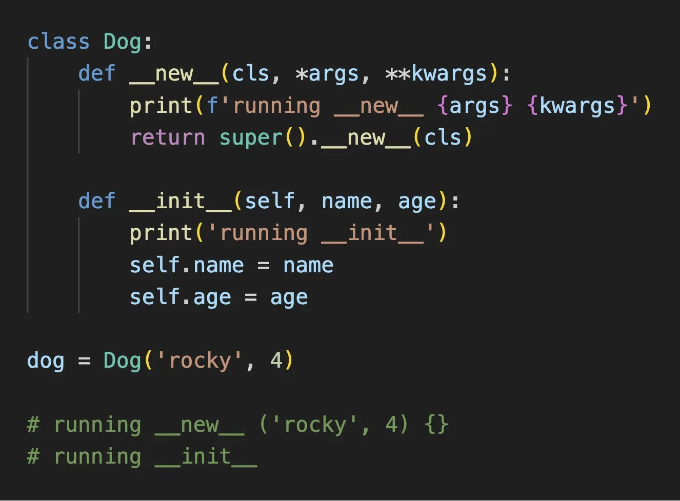 class Dog:
    def __new__(cls, *args, **kwargs):
        print(f'running __new__ {args} {kwargs}')
        return super().__new__(cls)
    def __init__(self, name, age):
        print('running __init__')
        self.name = name
        self.age = age
dog = Dog('rocky', 4)
# running __new__ ('rocky', 4) {}
# running __init__